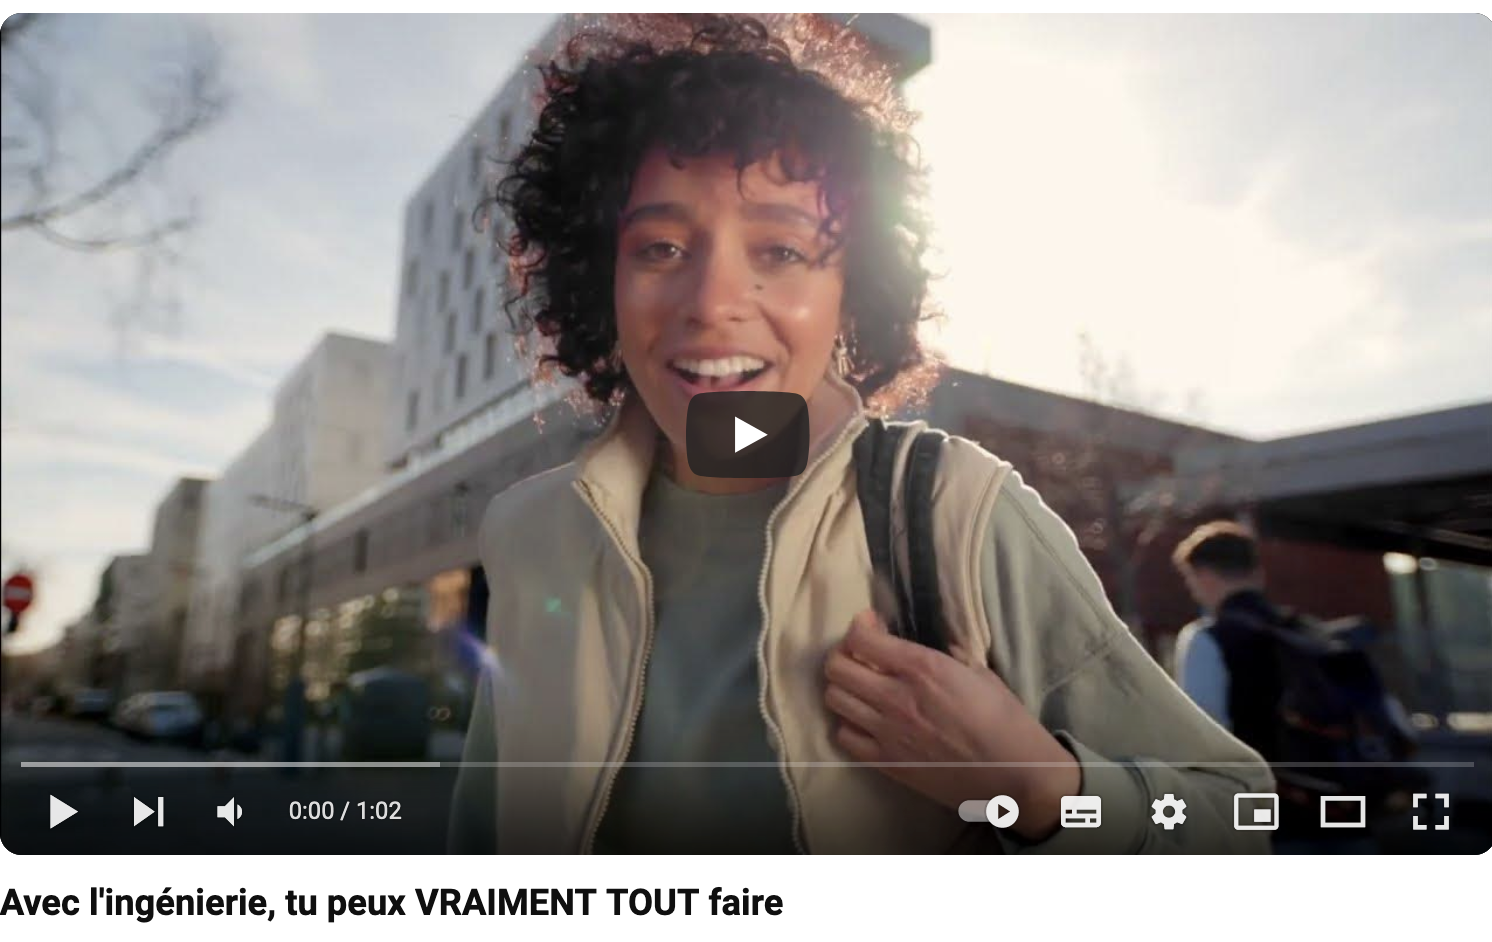 0:00 / 1:02
Avec l'ingénierie, tu peux VRAIMENT TOUT faire